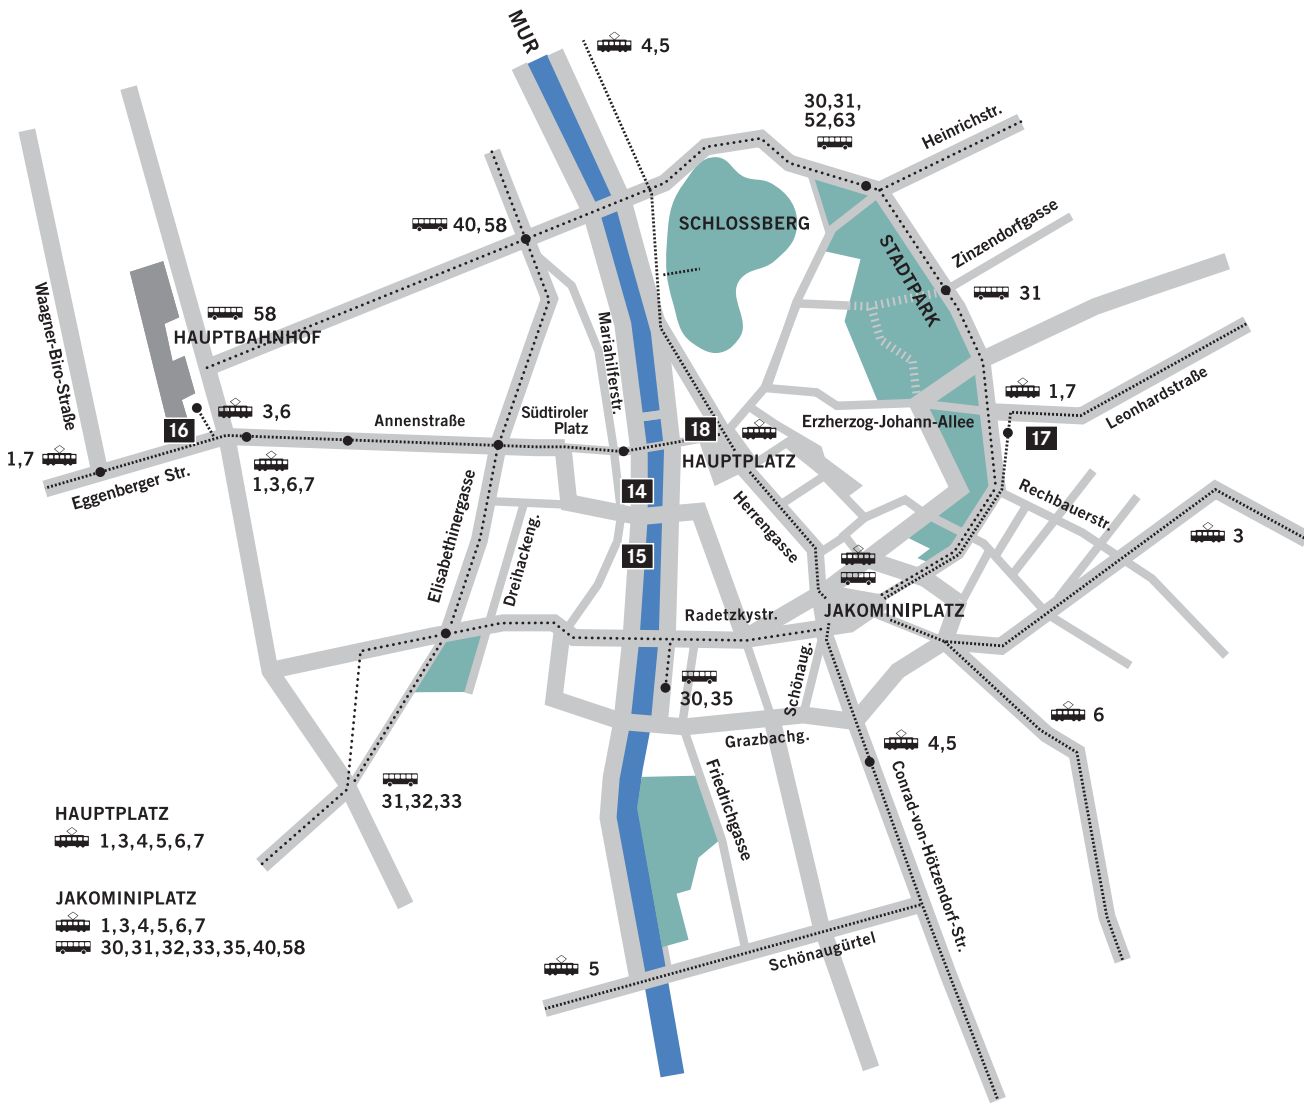 MUR
4,5
30,31,
52,63
Heinrichstr.
40,58
SCHLOSSBERG
STADTPARK
Zinzendorfgasse
31
Waagner-Biro-Straße
58
HAUPTBAHNHOF
Mariahilferstr.
1,7
Leonhardstraße
3,6
16
Annenstraße
Südtiroler
Platz
18
HAUPTPLATZ
Erzherzog-Johann-Allee
17
1,7
Eggenberger Str.
1,3,6,7
14
Herrengasse
Rechbauerstr.
3
Elisabethinergasse
Dreihackeng.
15
Radetzkystr.
JAKOMINIPLATZ
30,35
Schönaug.
Grazbachg.
6
4,5
31,32,33
Friedrichgasse
Conrad-von-Hötzendorf-Str.
HAUPTPLATZ
1,3,4,5,6,7
JAKOMINIPLATZ
1,3,4,5,6,7
30,31,32,33,35,40,58
5
Schönaugürtel